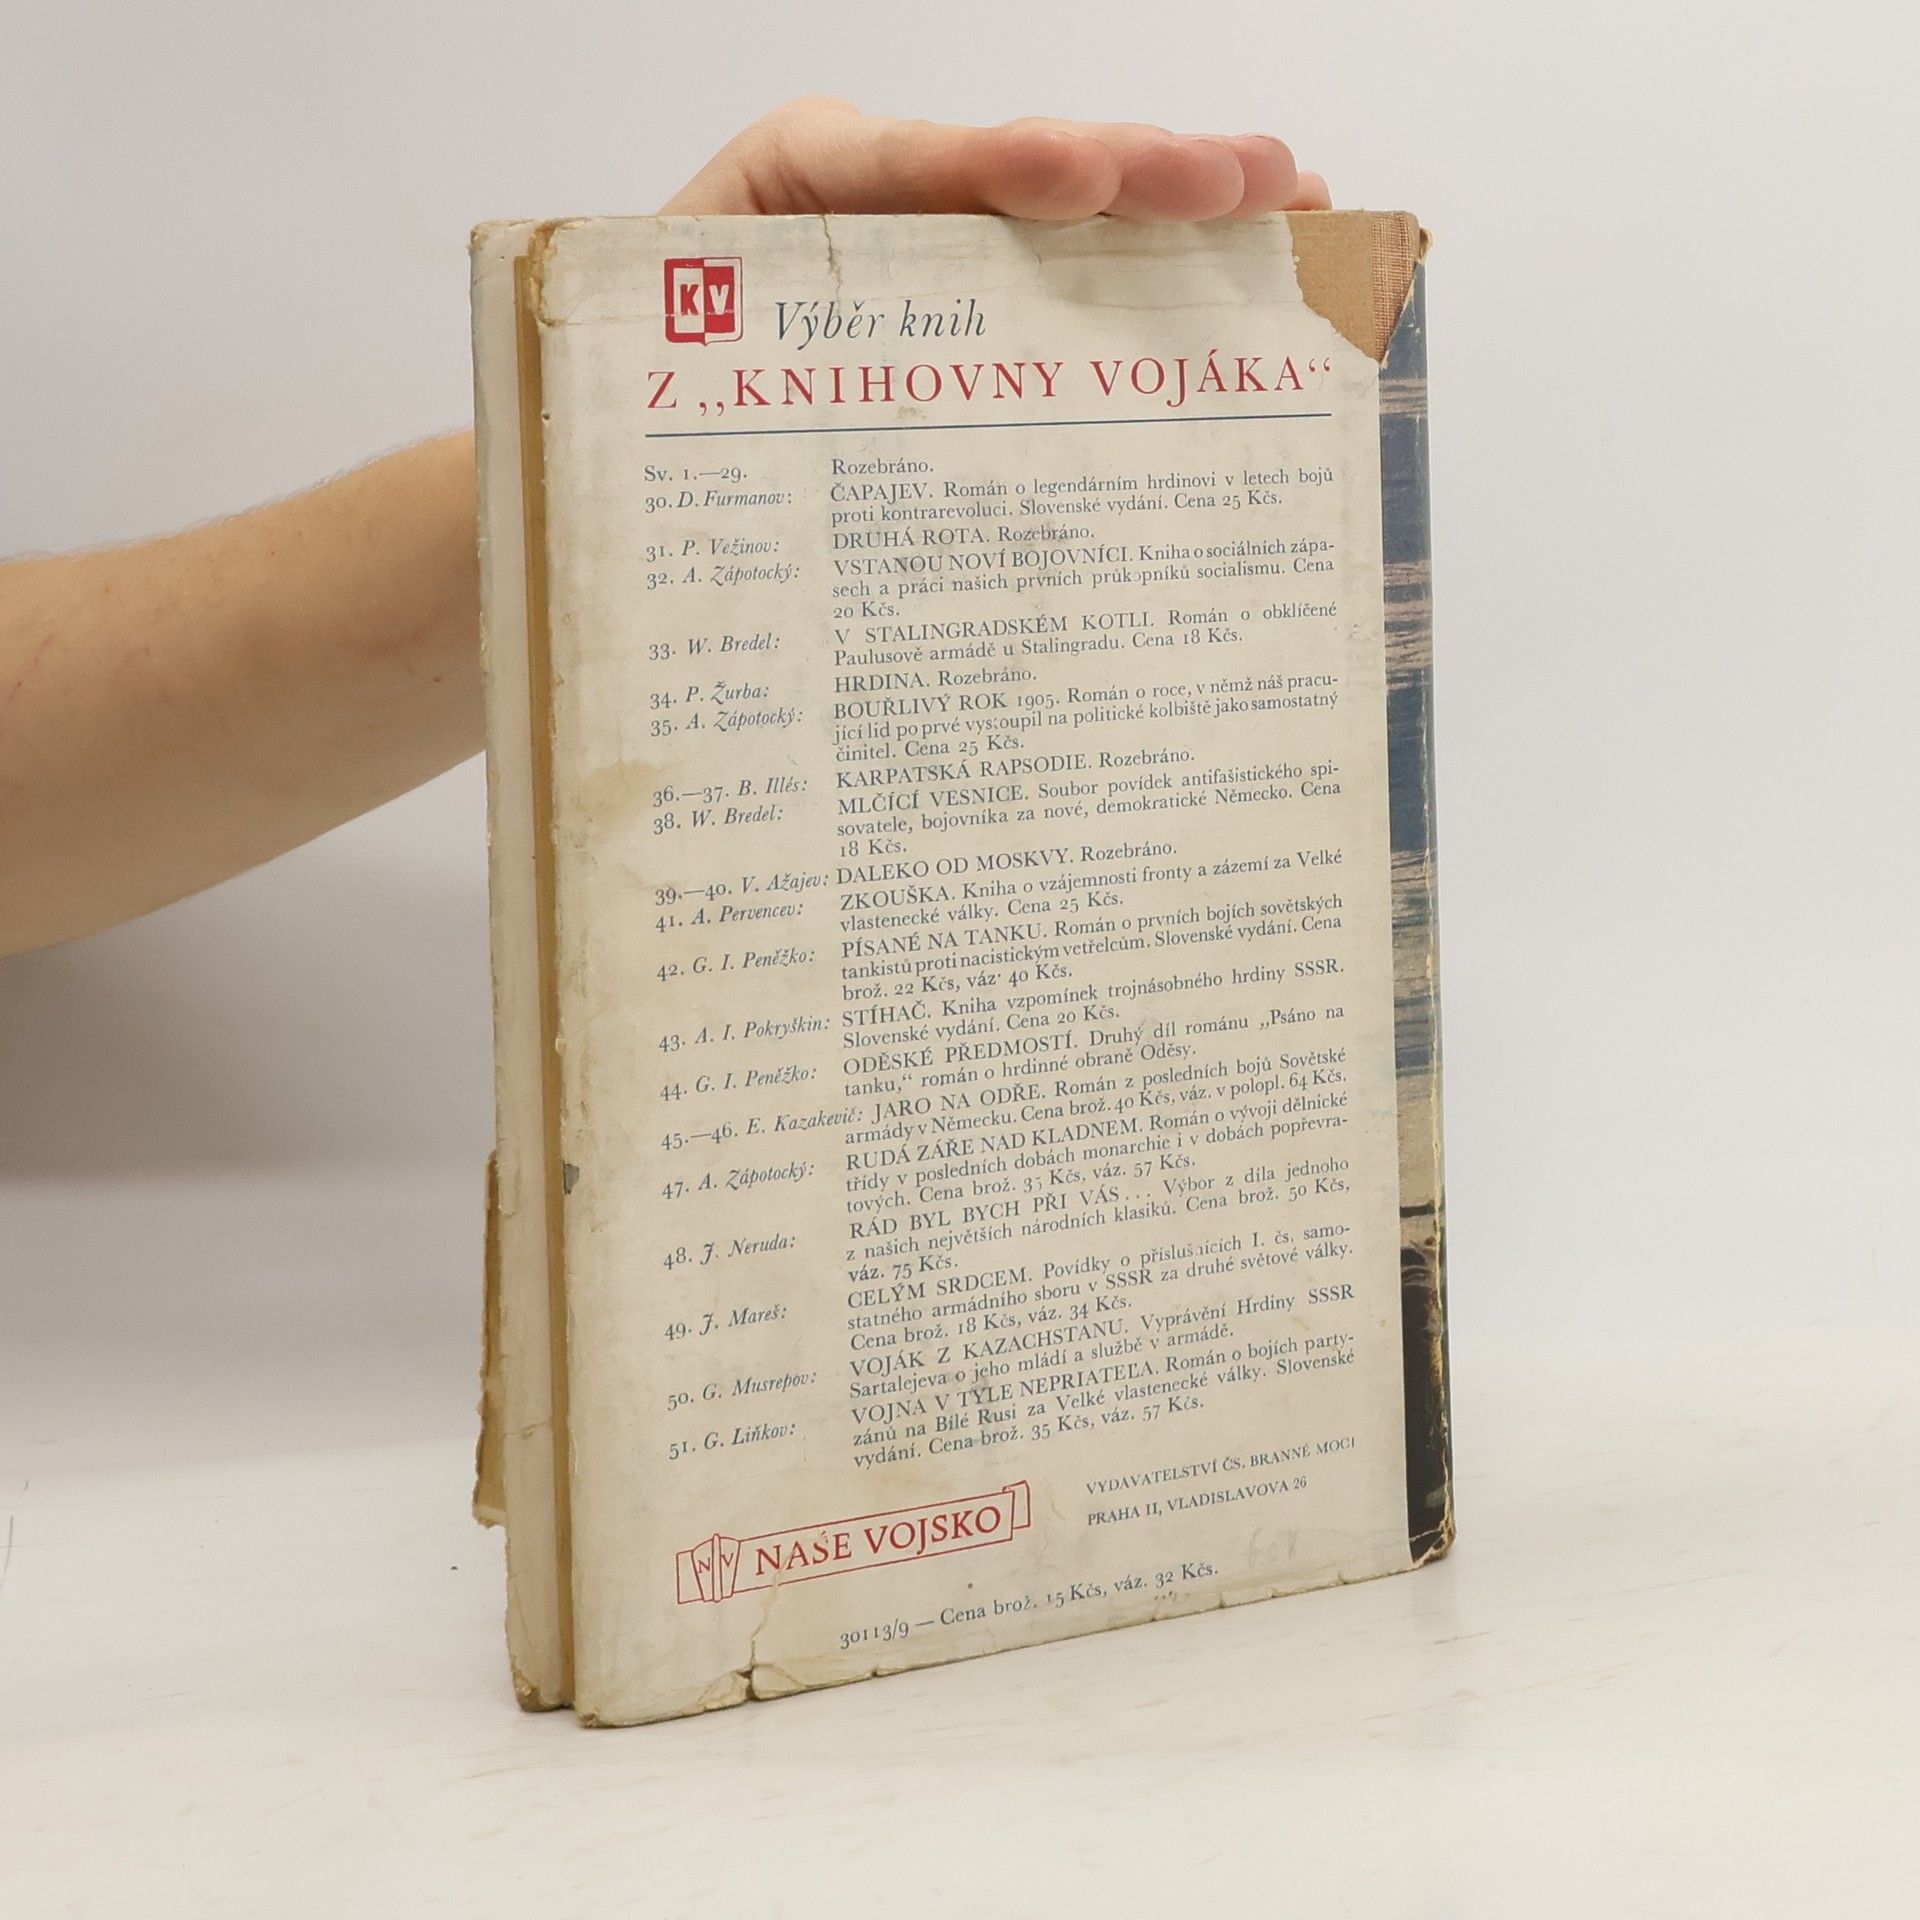 KV
Výběr knih
Z „KNIHOVNY VOJÁKA“
Sv. 1.—29. Rozebráno.
30. D. Furmanov: ČAPAJEV. Román o legendárním hrdinovi v letech bojů
proti kontrarevoluci. Slovenské vydání. Cena 25 Kčs.
31. P. Vežinov: DRUHÁ ROTA. Rozebráno.
32. A. Zápotocký: VSTANOU NOVÍ BOJOVNÍCI. Kniha o sociálních zápa-
sech a práci našich prvních průkopníků socialismu. Cena
20 Kčs.
33. W. Bredel: V STALINGRADSKÉM KOTLI. Román o obklíčené
Paulusově armádě u Stalingradu. Cena 18 Kčs.
34. P. Žurba: HRDINA. Rozebráno.
35. A. Zápotocký: BOUŘLIVÝ ROK 1905. Román o roce, v němž náš pracu-
jící lid po prvé vystoupil na politické kolbiště jako samostatný
činitel. Cena 25 Kčs.
36.—37. B. Illés: KARPATSKÁ RAPSODIE. Rozebráno.
38. W. Bredel: MLČÍCÍ VESNICE. Soubor povídek antifašistického spi-
sovatele, bojovníka za nové, demokratické Německo. Cena
18 Kčs.
39.—40. V. Ažajev: DALEKO OD MOSKVY. Rozebráno.
41. A. Pervencev: ZKOUŠKA. Kniha o vzájemnosti fronty a zázemí za Velké
vlastenecké války. Cena 25 Kčs.
42. G. I. Peněžko: PÍSANÉ NA TANKU. Román o prvních bojích sovětských
tankistů proti nacistickým vetřelcům. Slovenské vydání. Cena
brož. 22 Kčs, váz. 40 Kčs.
43. A. I. Pokryškin: STÍHAČ. Kniha vzpomínek trojnásobného hrdiny SSSR.
Slovenské vydání. Cena 20 Kčs.
44. G. I. Peněžko: ODĚSKÉ PŘEDMOSTÍ. Druhý díl románu „Psáno na
tanku,“ román o hrdinné obraně Oděsy.
45.—46. E. Kazakevič: JARO NA ODŘE. Román z posledních bojů Sovětské
armády v Německu. Cena brož. 40 Kčs, váz. v polopl. 64 Kčs.
47. A. Zápotocký: RUDÁ ZÁŘE NAD KLADNEM. Román o vývoji dělnické
třídy v posledních dobách monarchie i v dobách popřevra-
tových. Cena brož. 35 Kčs, váz. 57 Kčs.
48. J. Neruda: RÁD BYL BYCH PŘI VÁS... Výbor z díla jednoho
z našich největších národních klasiků. Cena brož. 50 Kčs,
váz. 75 Kčs.
49. J. Mareš: CELÝM SRDCEM. Povídky o příslušnících I. čs. samo-
statného armádního sboru v SSSR za druhé světové války.
Cena brož. 18 Kčs, váz. 34 Kčs.
50. G. Musrepov: VOJÁK Z KAZACHSTANU. Vyprávění Hrdiny SSSR
Sartalejeva o jeho mládí a službě v armádě.
51. G. Liňkov: VOJNA V TYLE NEPRIATEĽA. Román o bojích party-
zánů na Bílé Rusi za Velké vlastenecké války. Slovenské
vydání. Cena brož. 35 Kčs, váz. 57 Kčs.
NV NAŠE VOJSKO
VYDAVATELSTVÍ ČS. BRANNÉ MOCI
PRAHA II, VLADISLAVOVA 26
30113/9 — Cena brož. 15 Kčs, váz. 32 Kčs.